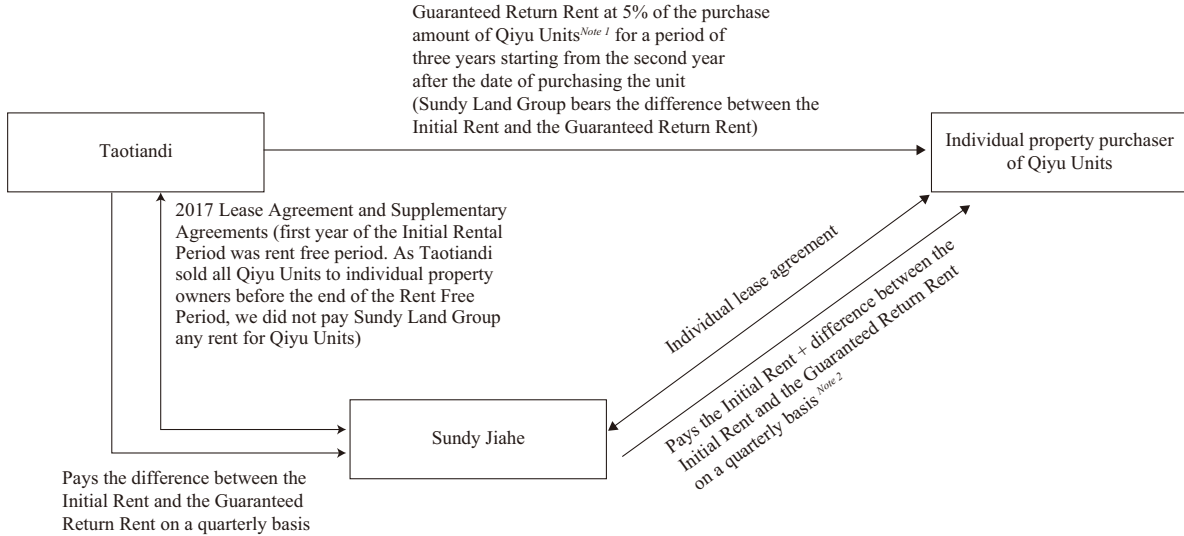 Guaranteed Return Rent at 5% of the purchase
amount of Qiyu Units Note 1 for a period of
three years starting from the second year
after the date of purchasing the unit
(Sundy Land Group bears the difference between the
Initial Rent and the Guaranteed Return Rent)
Taotiandi
Individual property purchaser
of Qiyu Units
2017 Lease Agreement and Supplementary
Agreements (first year of the Initial Rental
Period was rent free period. As Taotiandi
sold all Qiyu Units to individual property
owners before the end of the Rent Free
Period, we did not pay Sundy Land Group
any rent for Qiyu Units)
Individual lease agreement
Pays the Initial Rent + difference between the
Initial Rent and the Guaranteed Return Rent
on a quarterly basis Note 2
Sundy Jiahe
Pays the difference between the
Initial Rent and the Guaranteed
Return Rent on a quarterly basis